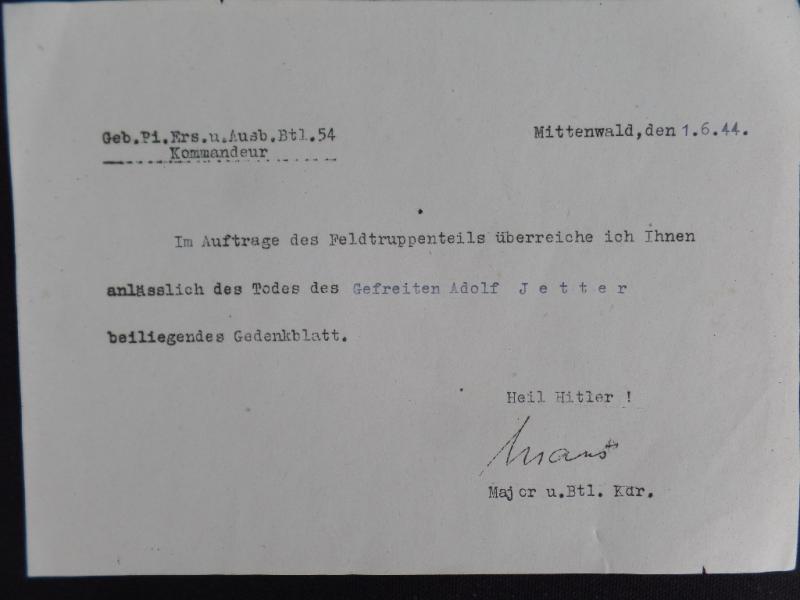 Geb.Pi.Ers.u.Ausb.Btl.54
Kommandeur
Mittenwald,den 1.6.44.
Im Auftrage des Feldtruppenteils überreiche ich Ihnen
anlässlich des Todes des Gefreiten Adolf J e t t e r
beiliegendes Gedenkblatt.
Heil Hitler !
Major u.Btl. Kdr.